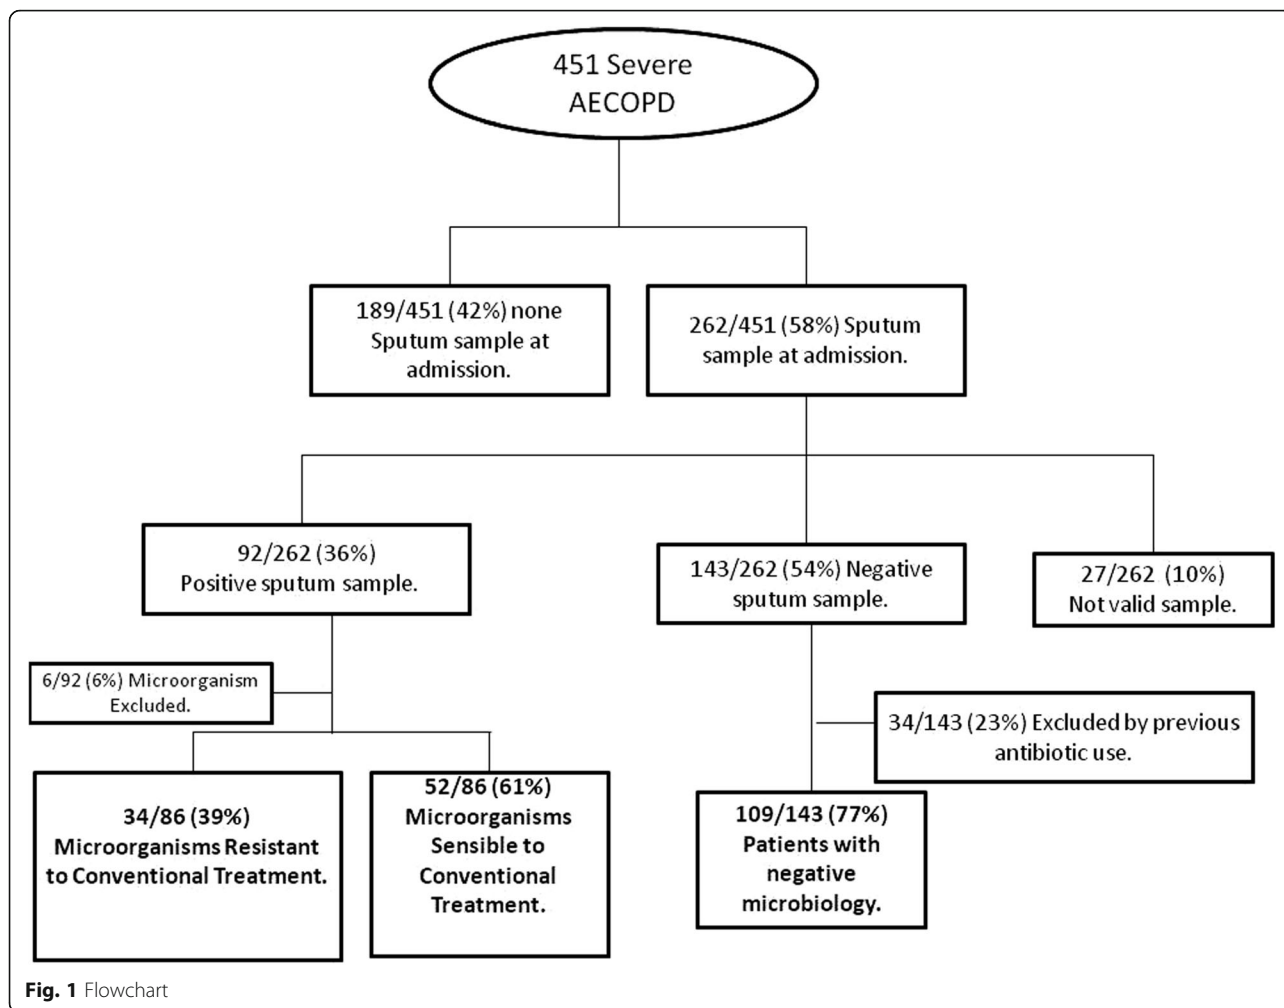 451 Severe
AECOPD
189/451 (42%) none
Sputum sample at
admission.
262/451 (58%) Sputum
sample at admission.
92/262 (36%)
Positive sputum sample.
143/262 (54%) Negative
sputum sample.
27/262 (10%)
Not valid sample.
6/92 (6%) Microorganism
Excluded.
34/143 (23%) Excluded by previous
antibiotic use.
34/86 (39%)
Microorganisms Resistant
to Conventional Treatment.
52/86 (61%)
Microorganisms
Sensible to
Conventional
Treatment.
109/143 (77%)
Patients with
negative
microbiology.
Fig. 1 Flowchart